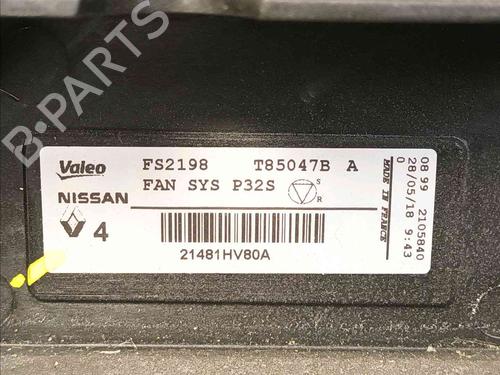 Valeo FS2198 T85047B A
NISSAN FAN SYS P32S S R
4
21481HV80A
MADE IN FRANCE
08 99 2105840
28/05/18 9:43
0
B-PARTS